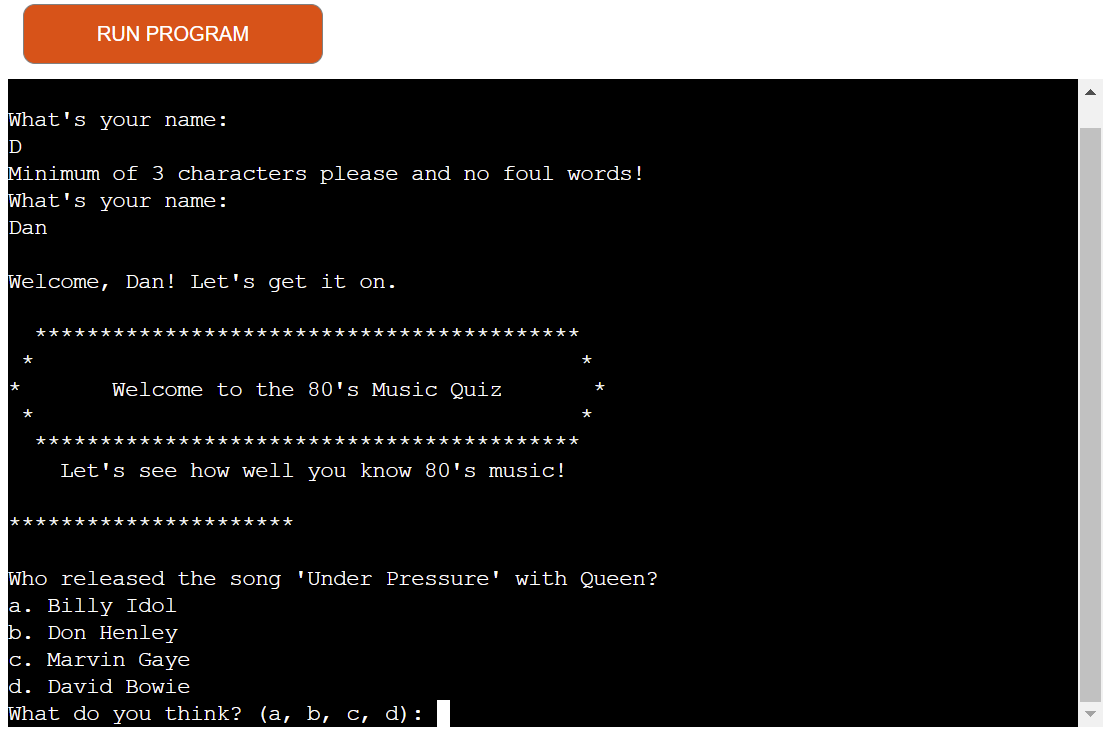 RUN PROGRAM
What's your name:
D
Minimum of 3 characters please and no foul words!
What's your name:
Dan
Welcome, Dan! Let's get it on.
******************************************
* *
* Welcome to the 80's Music Quiz *
* *
******************************************
Let's see how well you know 80's music!
**********************
Who released the song 'Under Pressure' with Queen?
a. Billy Idol
b. Don Henley
c. Marvin Gaye
d. David Bowie
What do you think? (a, b, c, d):